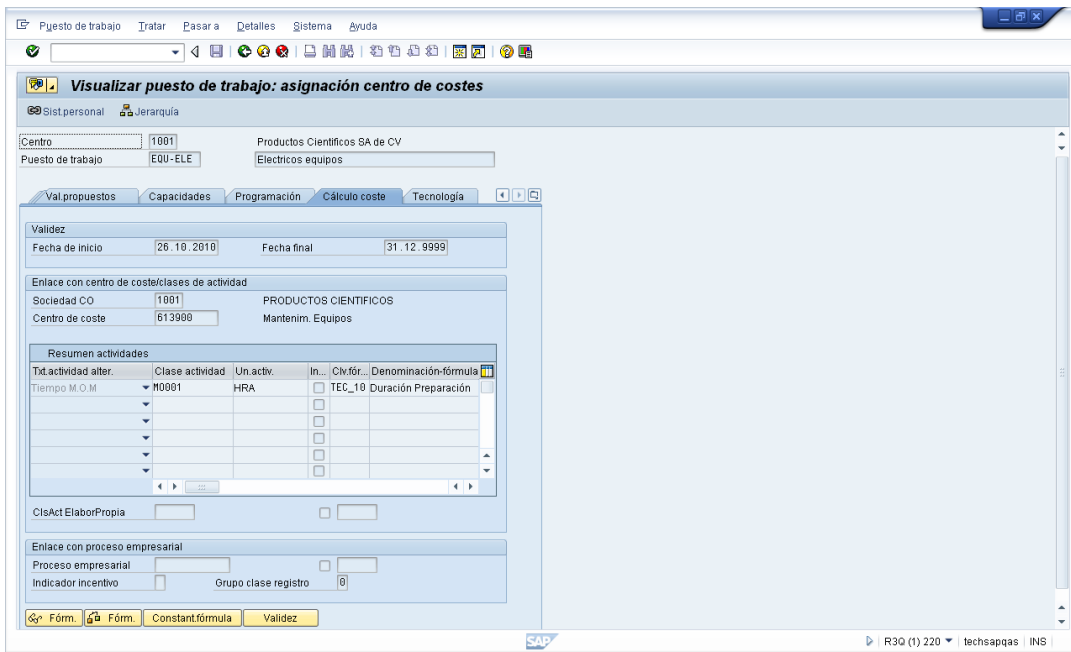 Puesto de trabajo Tratar Pasar a Detalles Sistema Ayuda
Visualizar puesto de trabajo: asignación centro de costes
Sist.personal Jerarquía
Centro 1001 Productos Cientificos SA de CV
Puesto de trabajo EQU-ELE Electricos equipos
Val.propuestos Capacidades Programación Cálculo coste Tecnología
Validez
Fecha de inicio 26.10.2010 Fecha final 31.12.9999
Enlace con centro de coste/clases de actividad
Sociedad CO 1001 PRODUCTOS CIENTIFICOS
Centro de coste 613900 Mantenim. Equipos
Resumen actividades
Txt.actividad alter. Clase actividad Un.activ. In... Clv.fór... Denominación-fórmula
Tiempo M.O.M MO001 HRA TEC_10 Duración Preparación
ClsAct ElaborPropia
Enlace con proceso empresarial
Proceso empresarial
Indicador incentivo Grupo clase registro 0
Fórm. Fórm. Constant.fórmula Validez
SAP R3Q (1) 220 techsapqas INS